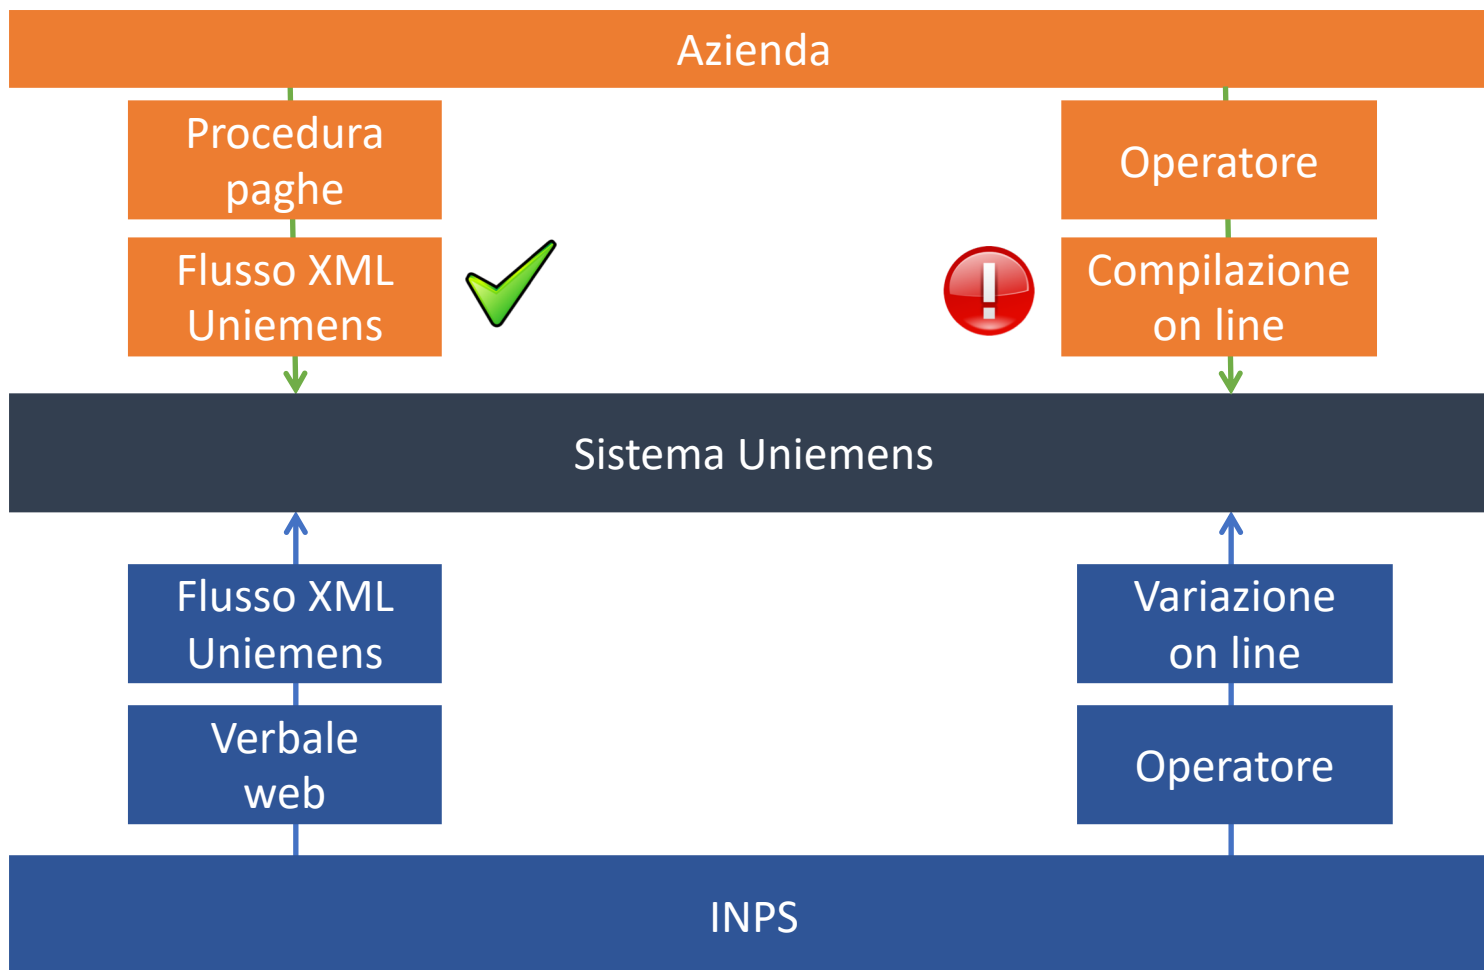 Azienda
Procedura
paghe
Operatore
Flusso XML
Uniemens
Compilazione
on line
Sistema Uniemens
Flusso XML
Uniemens
Variazione
on line
Verbale
web
Operatore
INPS